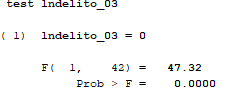 test lndelito_03
( 1) lndelito_03 = 0
F( 1, 42) = 47.32
Prob > F = 0.0000